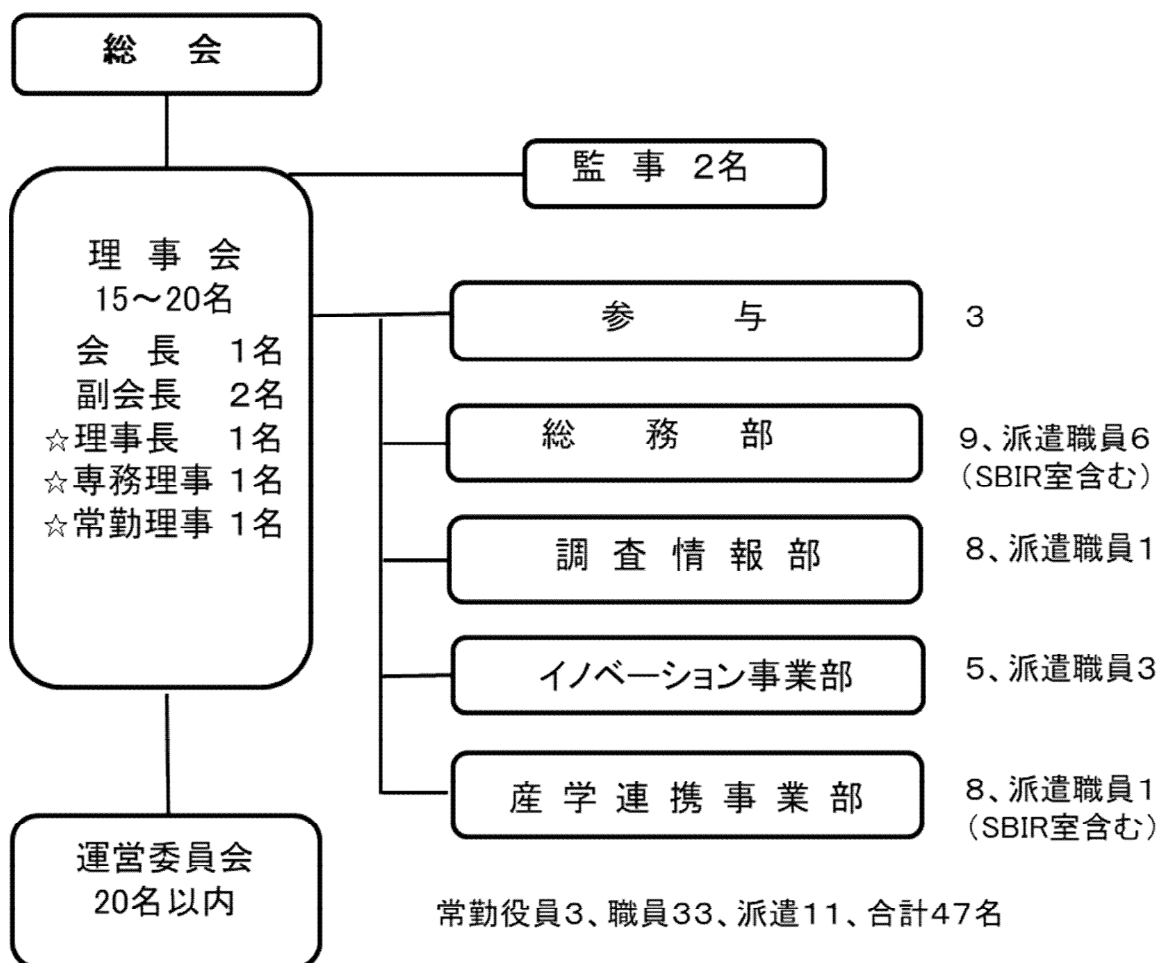 総　会
監　事　２名
理　事　会
15～20名
会　長　１名
副会長　２名
☆理事長　１名
☆専務理事　１名
☆常勤理事　１名
参　与
３
総　務　部
９、派遣職員６
（SBIR室含む）
調　査　情　報　部
８、派遣職員１
イノベーション事業部
５、派遣職員３
産　学　連　携　事　業　部
８、派遣職員１
（SBIR室含む）
運営委員会
20名以内
常勤役員３、職員３３、派遣１１、合計４７名